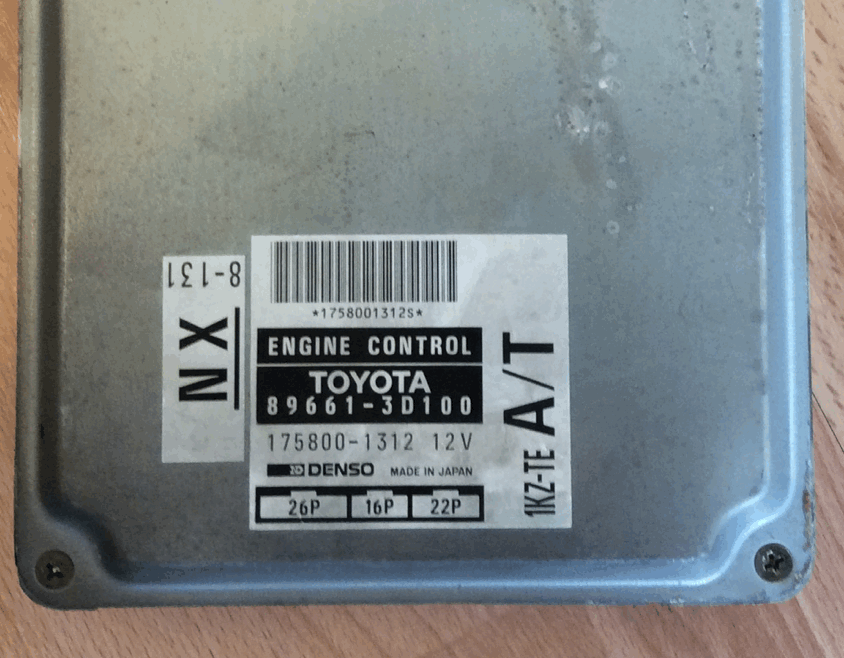 8-131
NX
*1758001312S*
ENGINE CONTROL
TOYOTA
89661-3D100
175800-1312 12V
DENSO MADE IN JAPAN
26P 16P 22P
1KZ-TE A/T